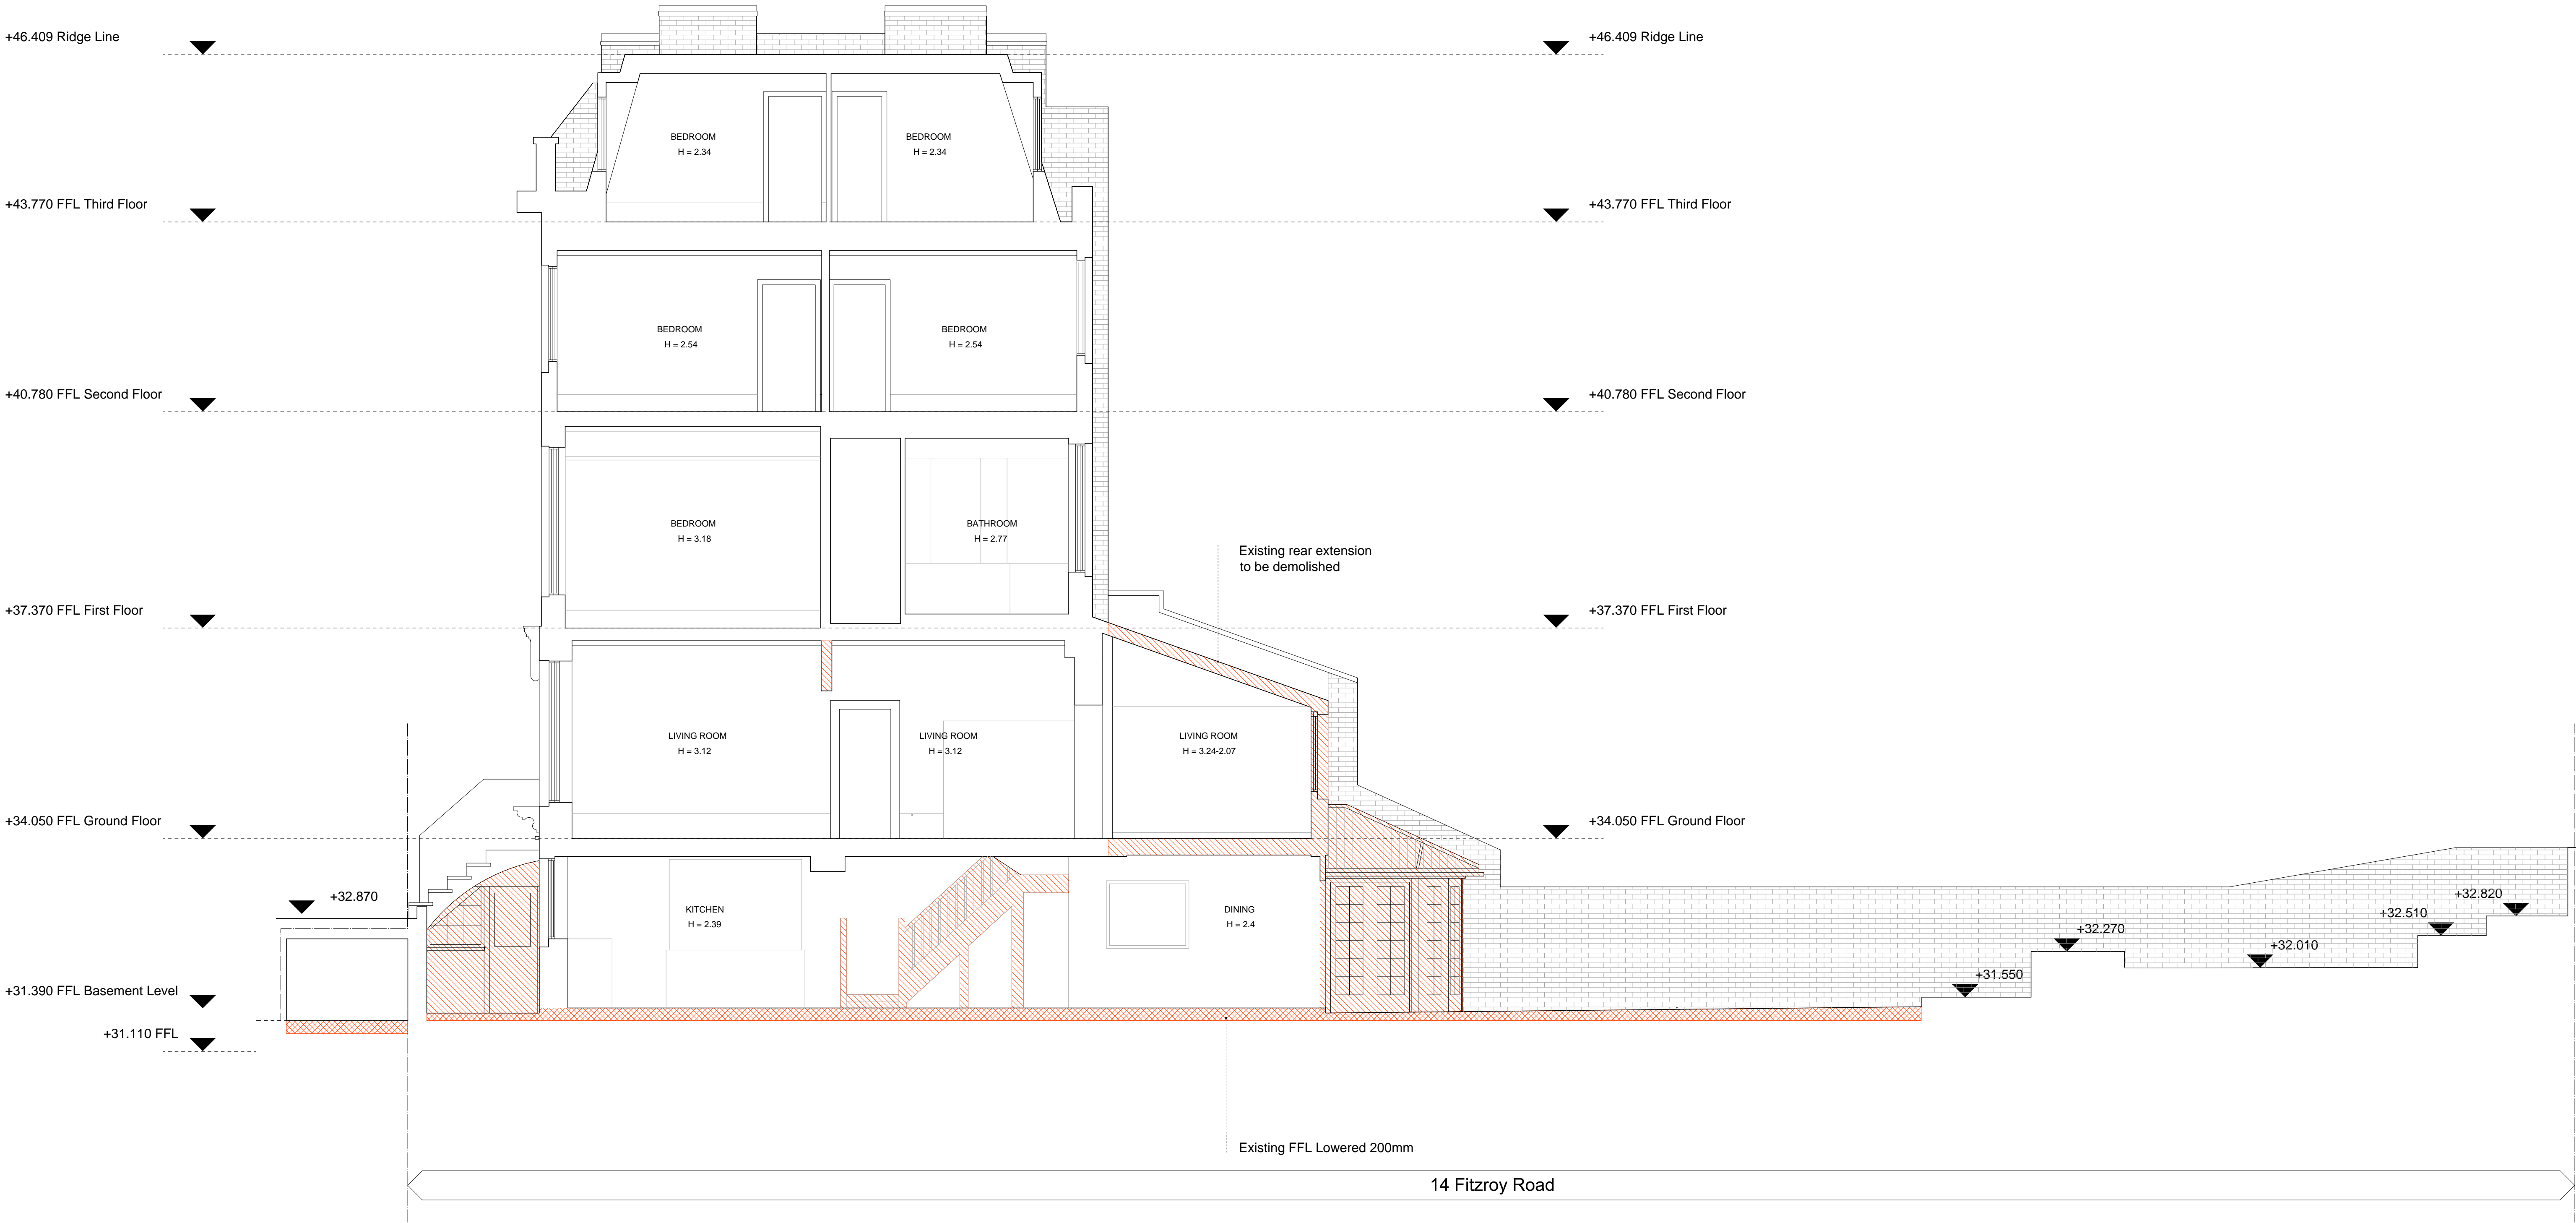 +46.409 Ridge Line
+46.409 Ridge Line
BEDROOM
H = 2.34
BEDROOM
H = 2.34
+43.770 FFL Third Floor
+43.770 FFL Third Floor
BEDROOM
H = 2.54
BEDROOM
H = 2.54
+40.780 FFL Second Floor
+40.780 FFL Second Floor
BEDROOM
H = 3.18
BATHROOM
H = 2.77
Existing rear extension
to be demolished
+37.370 FFL First Floor
+37.370 FFL First Floor
LIVING ROOM
H = 3.12
LIVING ROOM
H = 3.12
LIVING ROOM
H = 3.24-2.07
+34.050 FFL Ground Floor
+34.050 FFL Ground Floor
+32.870
KITCHEN
H = 2.39
DINING
H = 2.4
+32.820
+32.510
+32.270
+32.010
+31.550
+31.390 FFL Basement Level
+31.110 FFL
Existing FFL Lowered 200mm
14 Fitzroy Road